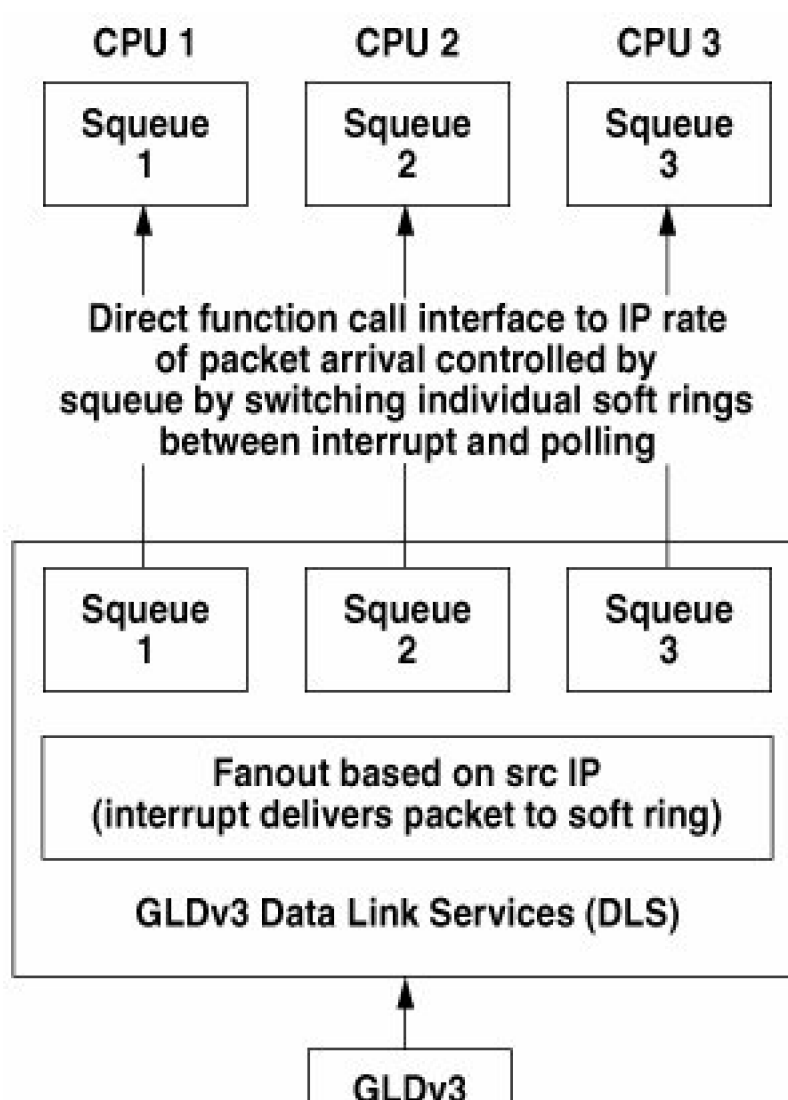 CPU 1 CPU 2 CPU 3
Squeue 1 Squeue 2 Squeue 3
Direct function call interface to IP rate
of packet arrival controlled by
squeue by switching individual soft rings
between interrupt and polling
Squeue 1 Squeue 2 Squeue 3
Fanout based on src IP
(interrupt delivers packet to soft ring)
GLDv3 Data Link Services (DLS)
GLDv3